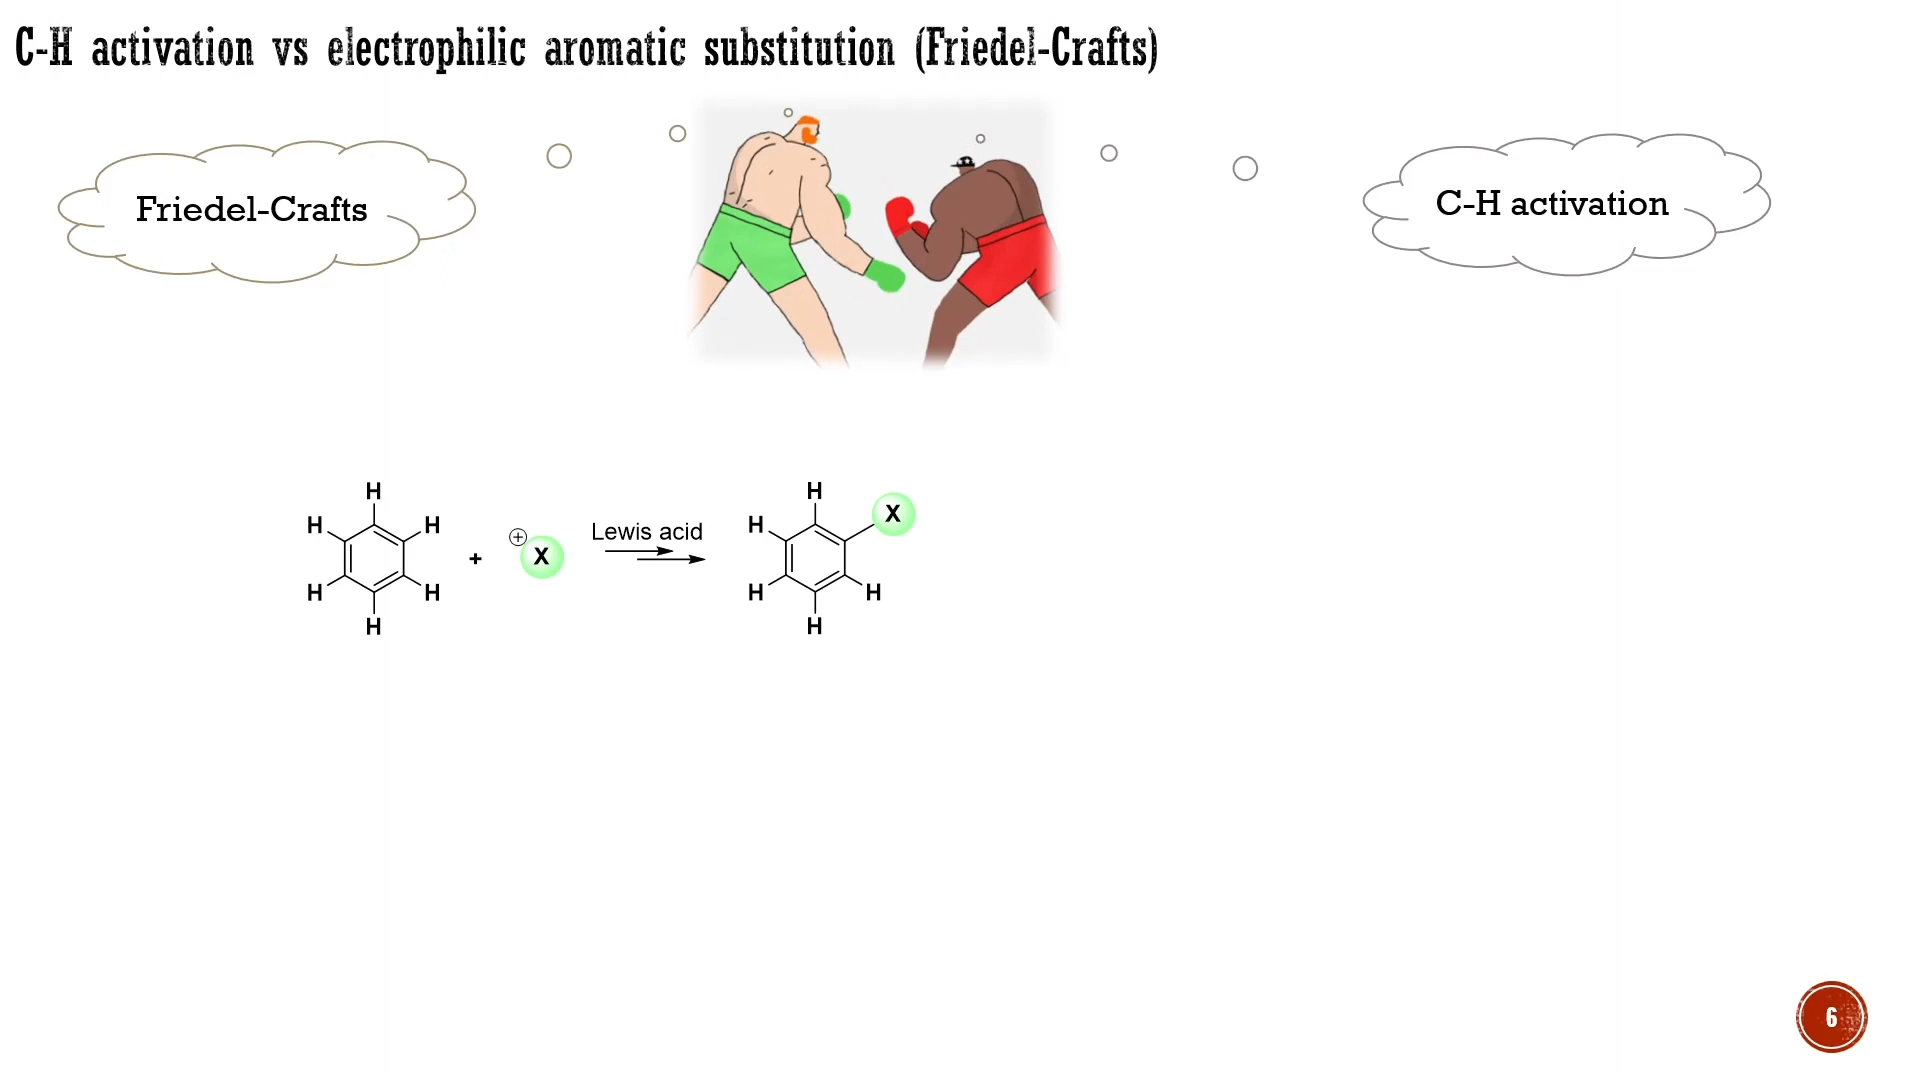 C-H activation vs electrophilic aromatic substitution (Friedel-Crafts)
Friedel-Crafts
C-H activation
H
H
H
H
H
H
+
⊕
X
Lewis acid
H
H
X
H
H
H
6